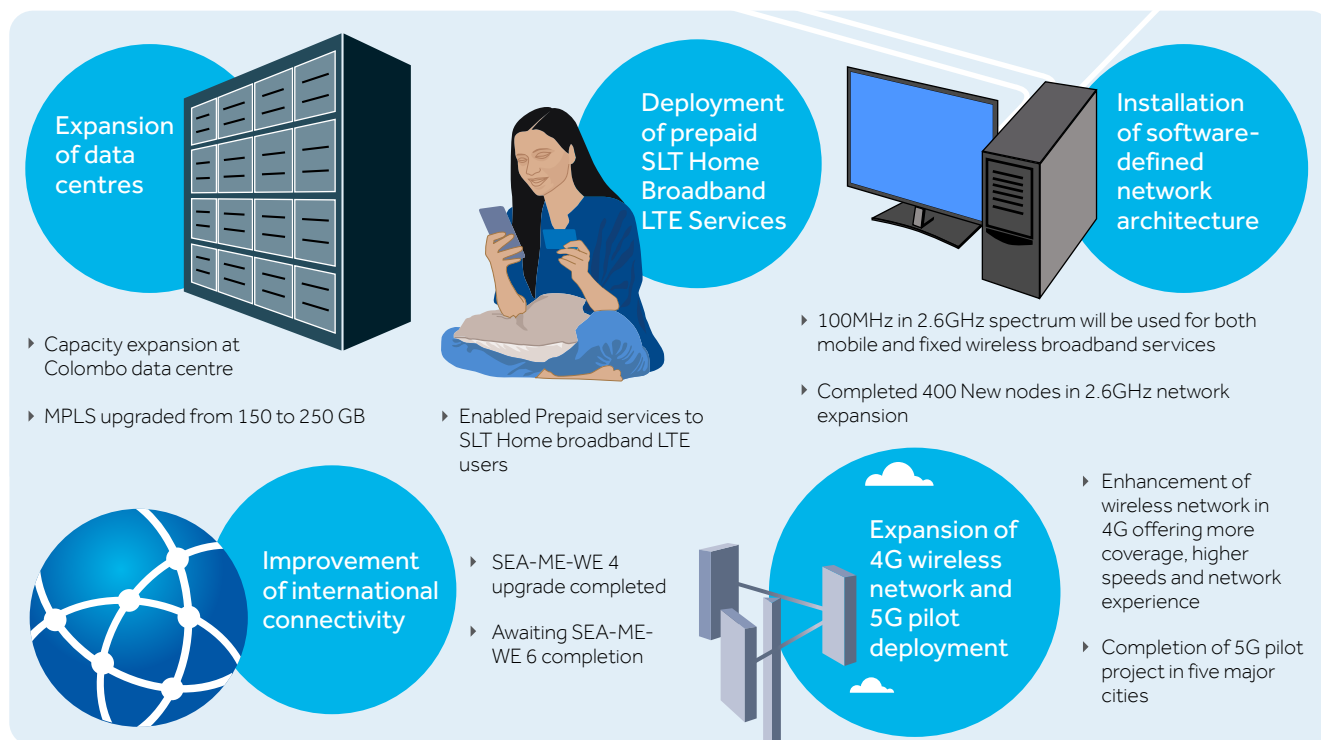 Expansion
of data
centres
Capacity expansion at
Colombo data centre
MPLS upgraded from 150 to 250 GB
Deployment
of prepaid
SLT Home
Broadband
LTE Services
Enabled Prepaid services to
SLT Home broadband LTE
users
Installation
of software-
defined
network
architecture
100MHz in 2.6GHz spectrum will be used for both
mobile and fixed wireless broadband services
Completed 400 New nodes in 2.6GHz network
expansion
Improvement
of international
connectivity
SEA-ME-WE 4
upgrade completed
Awaiting SEA-ME-
WE 6 completion
Expansion of
4G wireless
network and
5G pilot
deployment
Enhancement of
wireless network in
4G offering more
coverage, higher
speeds and network
experience
Completion of 5G pilot
project in five major
cities